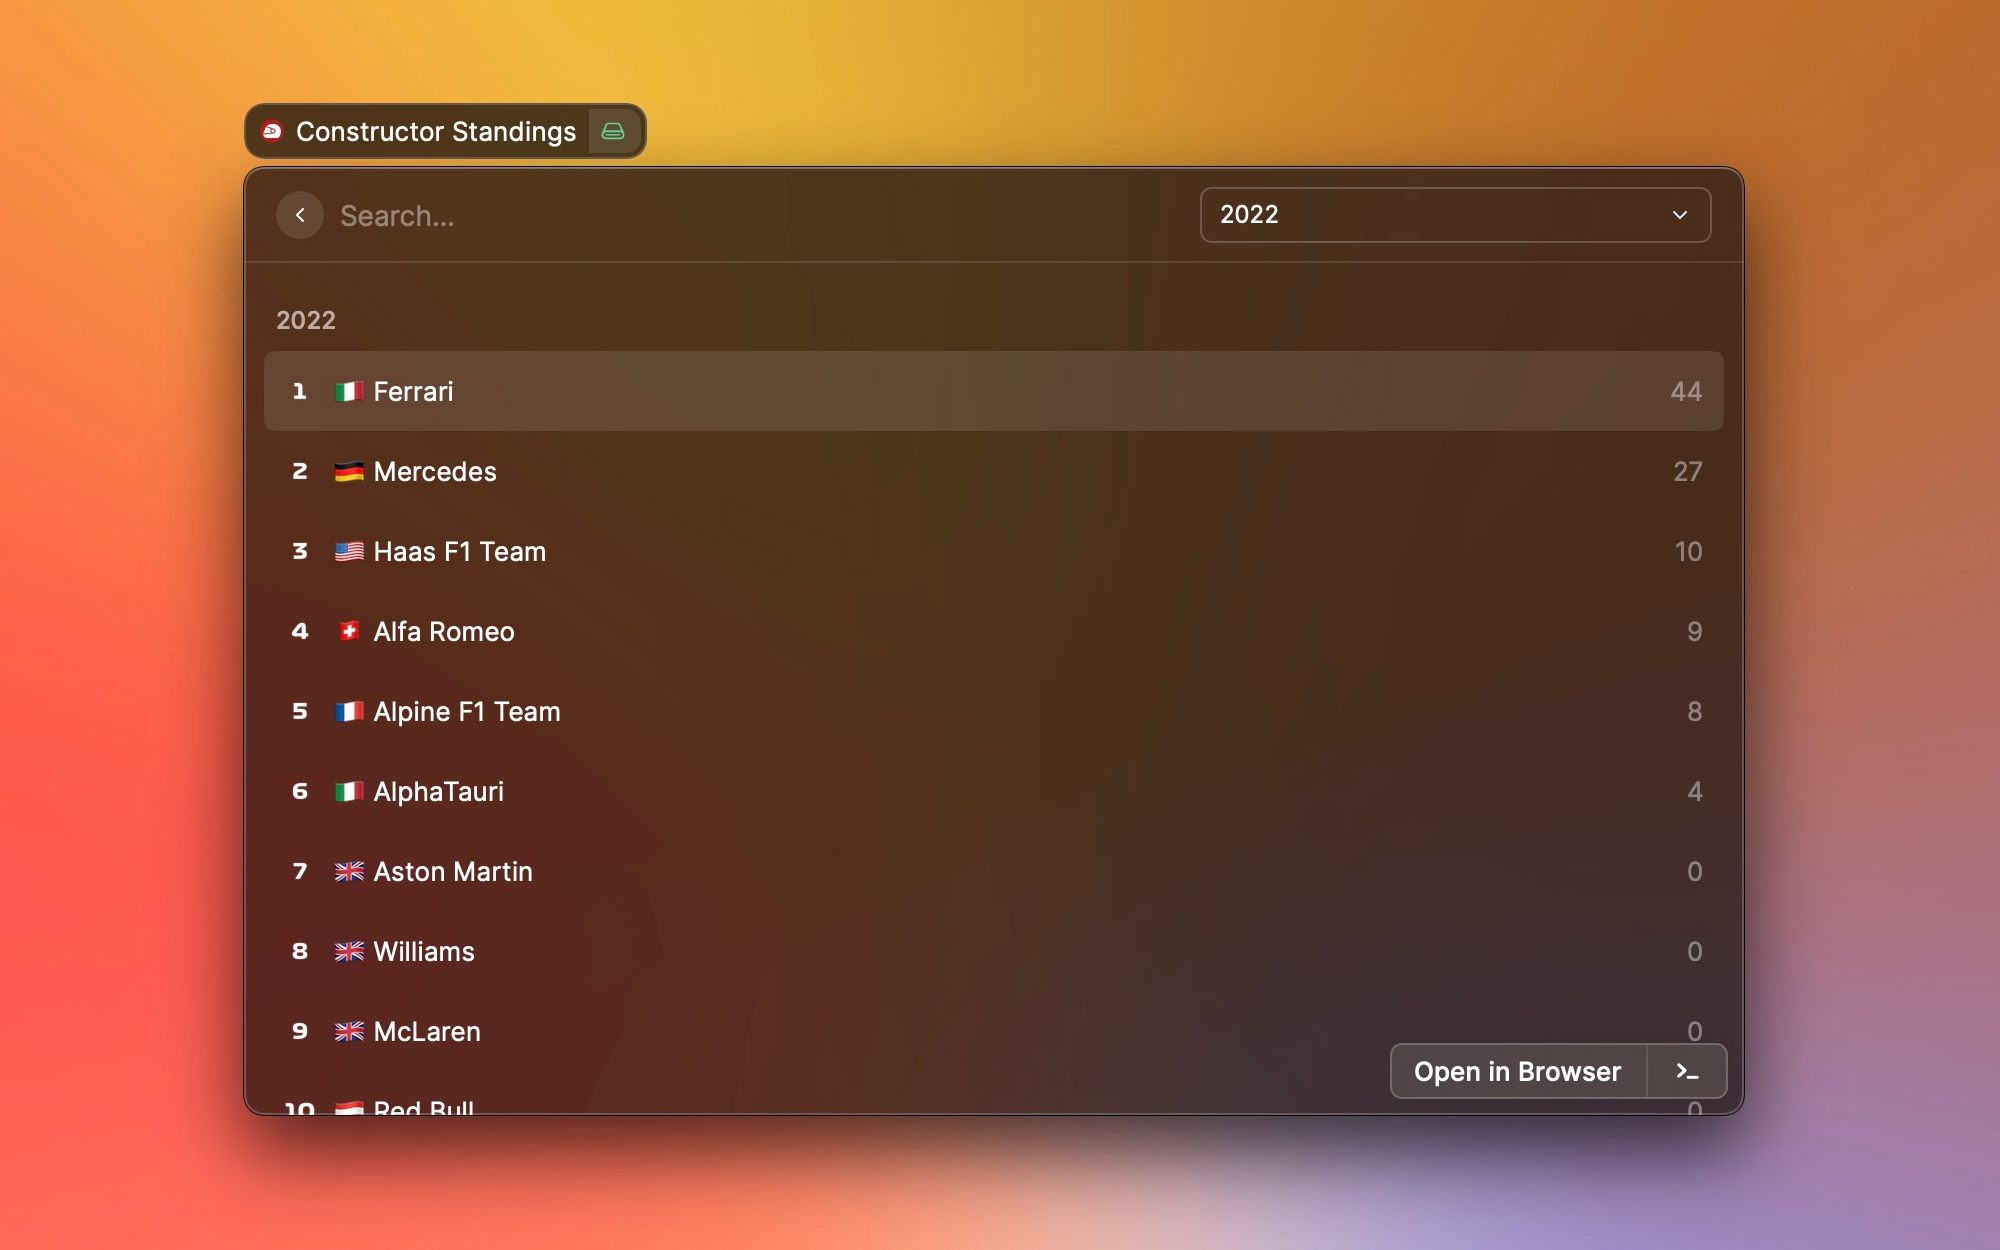 Constructor Standings
Search...
2022
2022
1 Ferrari 44
2 Mercedes 27
3 Haas F1 Team 10
4 Alfa Romeo 9
5 Alpine F1 Team 8
6 AlphaTauri 4
7 Aston Martin 0
8 Williams 0
9 McLaren 0
Open in Browser >_
10 Red Bull 0